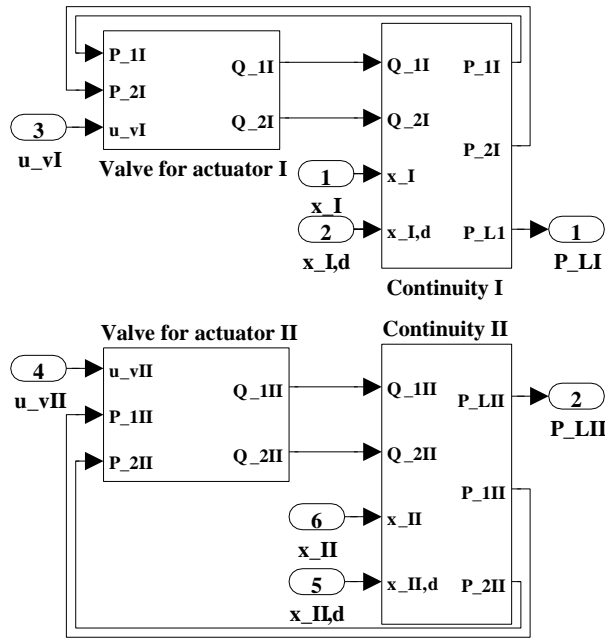 P_1I
P_2I
u_vI
Q_1I
Q_2I
Valve for actuator I
3
u_vI
Q_1I
Q_2I
x_I
x_I,d
P_1I
P_2I
P_L1
Continuity I
1
x_I
2
x_I,d
1
P_LI
Valve for actuator II
u_vII
P_1II
P_2II
Q_1II
Q_2II
4
u_vII
Continuity II
Q_1II
Q_2II
x_II
x_II,d
P_LII
P_1II
P_2II
2
P_LII
6
x_II
5
x_II,d